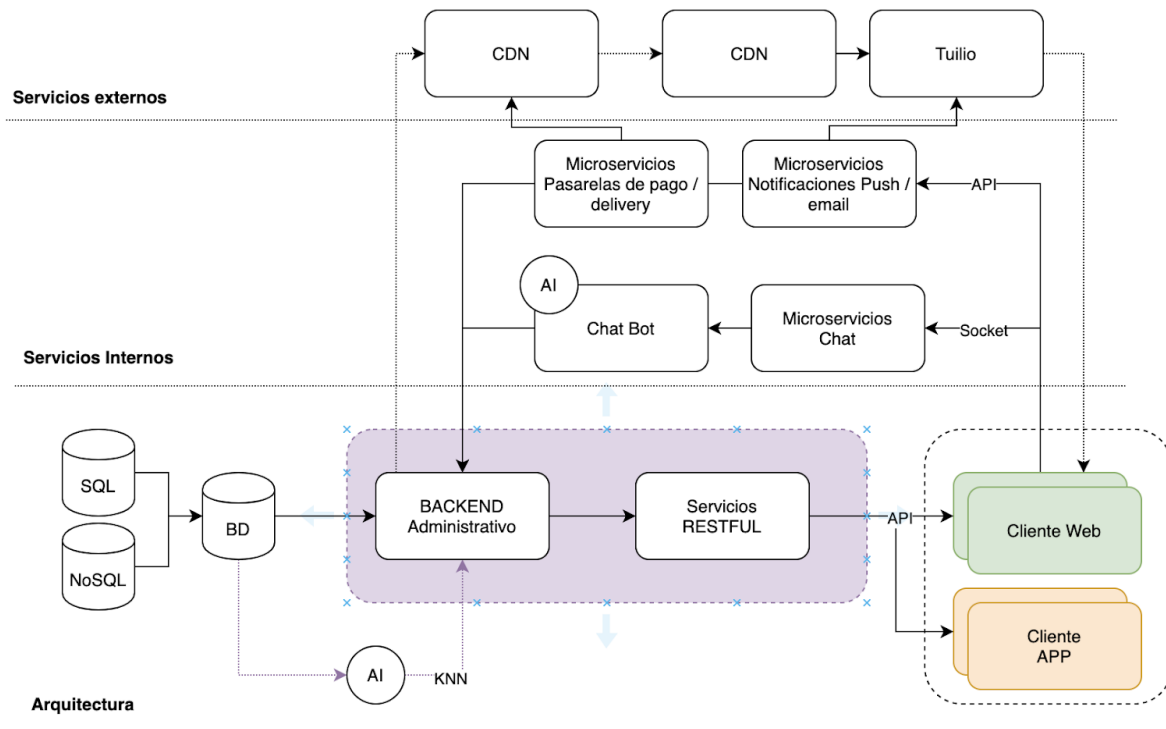 CDN
CDN
Tuilio
Servicios externos
Microservicios
Pasarelas de pago /
delivery
Microservicios
Notificaciones Push /
email
API
AI
Chat Bot
Microservicios
Chat
Socket
Servicios Internos
SQL
NoSQL
BD
BACKEND
Administrativo
Servicios
RESTFUL
API
Cliente Web
Cliente
APP
AI
KNN
Arquitectura